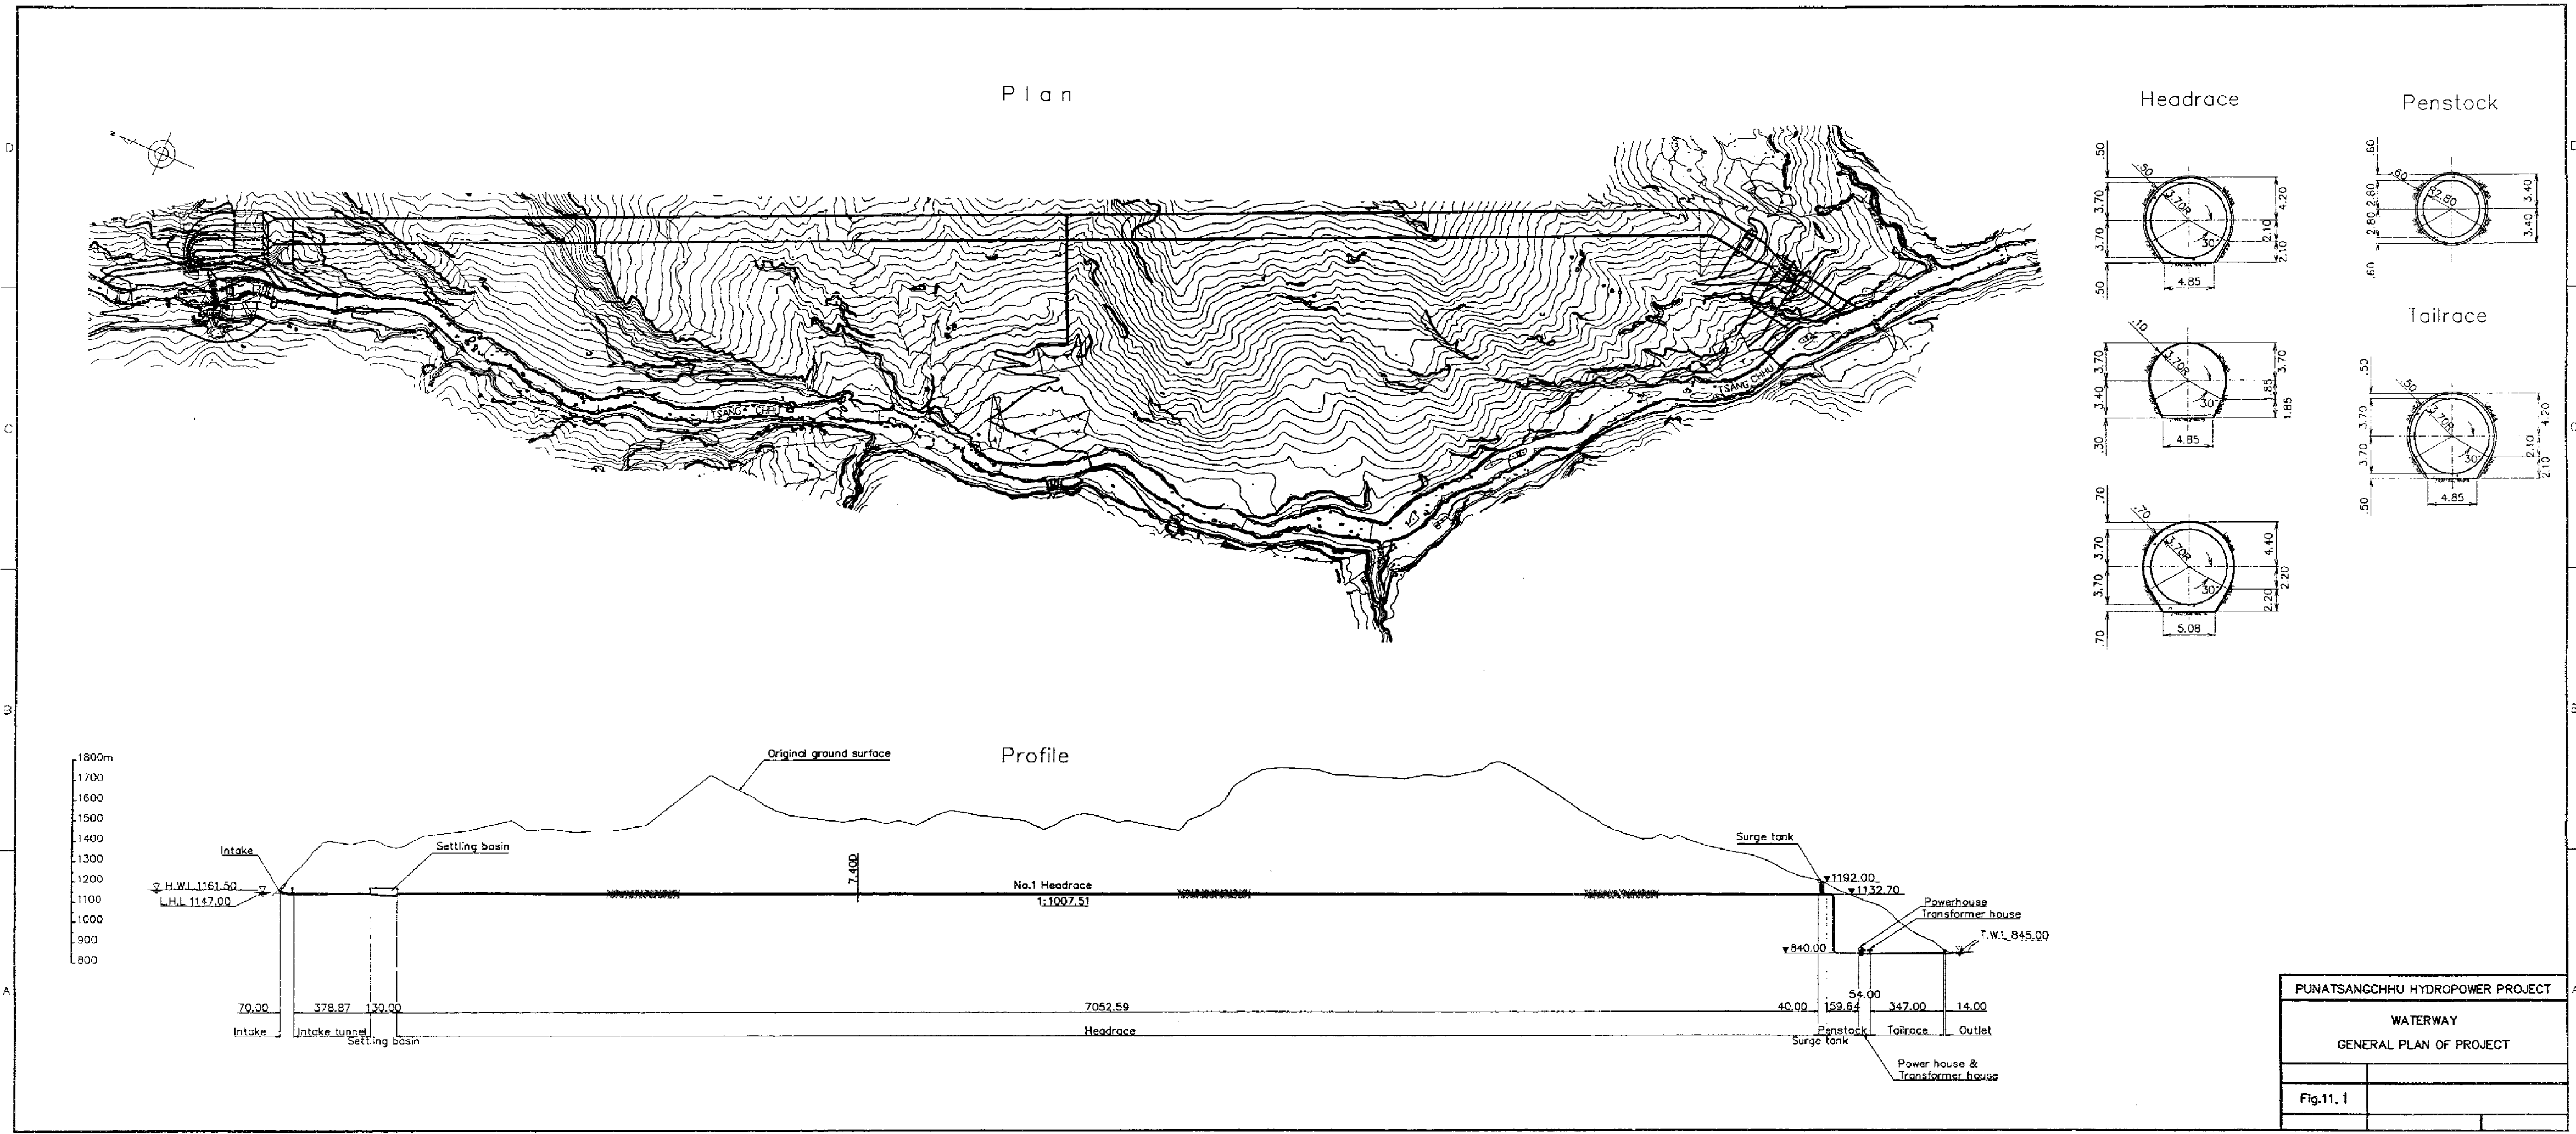 Plan
N
TSANG CHHU
TSANG CHHU
Headrace
.50
3.70
3.70
.50
.50
3.70R
30°
4.20
2.10
2.10
4.85
.10
3.70
3.40
.30
3.70R
30°
3.70
1.85
1.85
4.85
.70
.70
3.70
3.70
.70
3.70R
30°
4.40
2.20
2.20
5.08
Penstock
.60
.60
2.80
2.80
.60
3.40
3.40
Tailrace
.50
.50
3.70
3.70
.50
3.70R
30°
4.20
2.10
2.10
4.85
Profile
1800m
1700
1600
1500
1400
1300
1200
1100
1000
900
800
Original ground surface
Intake
Settling basin
H.W.L 1161.50
L.H.L 1147.00
7.400
No.1 Headrace
1:1007.51
Surge tank
1192.00
1132.70
Powerhouse
Transformer house
840.00
T.W.L 845.00
70.00 378.87 130.00 7052.59 40.00 159.64 54.00 347.00 14.00
Intake Intake tunnel Settling basin Headrace Surge tank Penstock Tailrace Outlet
Power house &
Transformer house
PUNATSANGCHHU HYDROPOWER PROJECT
WATERWAY
GENERAL PLAN OF PROJECT
Fig.11.1
D
C
B
A
D
C
B
A